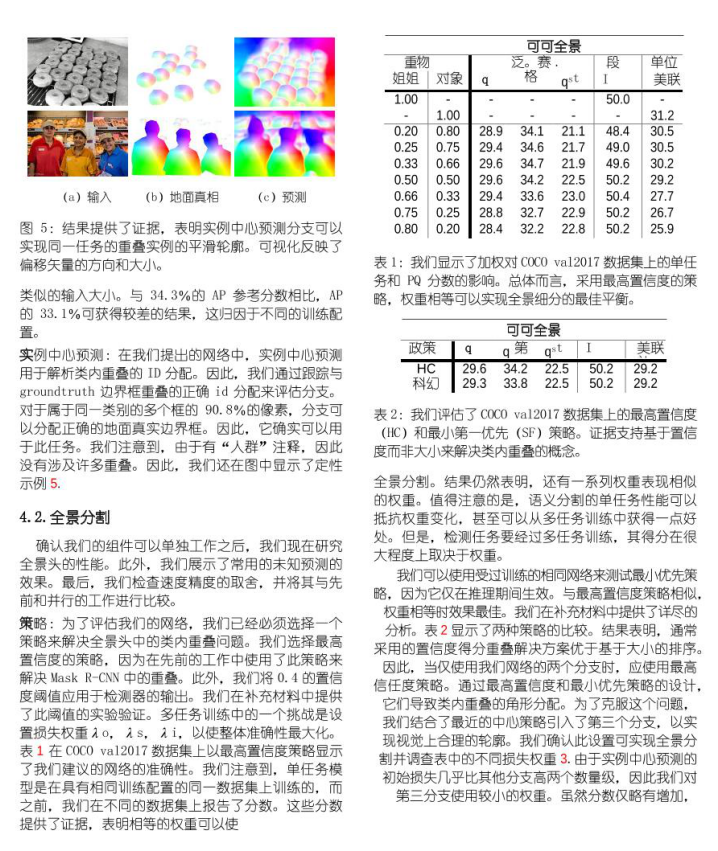 (a) 输入
(b) 地面真相
(c) 预测
图 5: 结果提供了证据, 表明实例中心预测分支可以
实现同一任务的重叠实例的平滑轮廓。可视化反映了
偏移矢量的方向和大小。
类似的输入大小。与 34.3%的 AP 参考分数相比, AP
的 33.1%可获得较差的结果, 这归因于不同的训练配
置。
实例中心预测: 在我们提出的网络中, 实例中心预测
用于解析类内重叠的 ID 分配。因此, 我们通过跟踪与
groundtruth 边界框重叠的正确 id 分配来评估分支。
对于属于同一类别的多个框的 90.8%的像素, 分支可
以分配正确的地面真实边界框。因此, 它确实可以用
于此任务。我们注意到, 由于有“人群”注释, 因此
没有涉及许多重叠。因此, 我们还在图中显示了定性
示例 5.
4.2. 全景分割
确认我们的组件可以单独工作之后, 我们现在研究
全景头的性能。此外, 我们展示了常用的未知预测的
效果。最后, 我们检查速度精度的取舍, 并将其与先
前和并行的工作进行比较。
策略: 为了评估我们的网络, 我们已经必须选择一个
策略来解决全景头中的类内重叠问题。我们选择最高
置信度的策略, 因为在先前的工作中使用了此策略来
解决 Mask R-CNN 中的重叠。此外, 我们将 0.4 的置信
度阈值应用于检测器的输出。我们在补充材料中提供
了此阈值的实验验证。多任务训练中的一个挑战是设
置损失权重 λo, λs, λi, 以使整体准确性最大化。
表 1 在 COCO val2017 数据集上以最高置信度策略显示
了我们建议的网络的准确性。我们注意到, 单任务模
型是在具有相同训练配置的同一数据集上训练的, 而
之前, 我们在不同的数据集上报告了分数。这些分数
提供了证据, 表明相等的权重可以使
可可全景
重物 泛。赛 . 段 单位
姐姐 对象 q 格 qst I 美联
1.00 - - - - 50.0 -
- 1.00 - - - - 31.2
0.20 0.80 28.9 34.1 21.1 48.4 30.5
0.25 0.75 29.4 34.6 21.7 49.0 30.5
0.33 0.66 29.6 34.7 21.9 49.6 30.2
0.50 0.50 29.6 34.2 22.5 50.2 29.2
0.66 0.33 29.4 33.6 23.0 50.4 27.7
0.75 0.25 28.8 32.7 22.9 50.2 26.7
0.80 0.20 28.4 32.2 22.8 50.2 25.9
表 1: 我们显示了加权对 COCO val2017 数据集上的单任
务和 PQ 分数的影响。总体而言, 采用最高置信度的策
略, 权重相等可以实现全景细分的最佳平衡。
可可全景
政策 q q 第 qst I 美联
HC 29.6 34.2 22.5 50.2 29.2
科幻 29.3 33.8 22.5 50.2 29.2
表 2: 我们评估了 COCO val2017 数据集上的最高置信度
(HC) 和最小第一优先 (SF) 策略。证据支持基于置信
度而非大小来解决类内重叠的概念。
全景分割。结果仍然表明, 还有一系列权重表现相似
的权重。值得注意的是, 语义分割的单任务性能可以
抵抗权重变化, 甚至可以从多任务训练中获得一点好
处。但是, 检测任务要经过多任务训练, 其得分在很
大程度上取决于权重。
我们可以使用受过训练的相同网络来测试最小优先策
略, 因为它仅在推理期间生效。与最高置信度策略相似,
权重相等时效果最佳。我们在补充材料中提供了详尽的
分析。表 2 显示了两种策略的比较。结果表明, 通常
采用的置信度得分重叠解决方案优于基于大小的排序。
因此, 当仅使用我们网络的两个分支时, 应使用最高
信任度策略。通过最高置信度和最小优先策略的设计,
它们导致类内重叠的角形分配。为了克服这个问题,
我们结合了最近的中心策略引入了第三个分支, 以实
现视觉上合理的轮廓。我们确认此设置可实现全景分
割并调查表中的不同损失权重 3. 由于实例中心预测的
初始损失几乎比其他分支高两个数量级, 因此我们对
第三分支使用较小的权重。虽然分数仅略有增加,